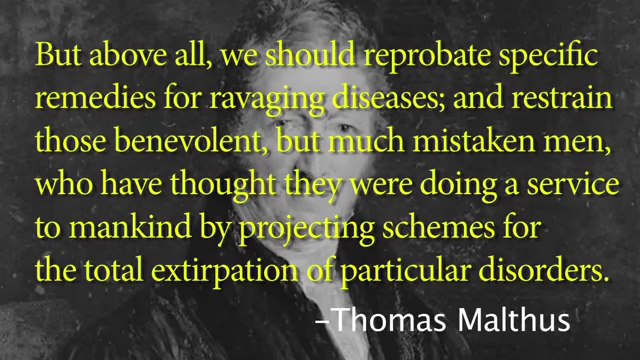 But above all, we should reprobate specific
remedies for ravaging diseases; and restrain
those benevolent, but much mistaken men,
who have thought they were doing a service
to mankind by projecting schemes for
the total extirpation of particular disorders.
–Thomas Malthus